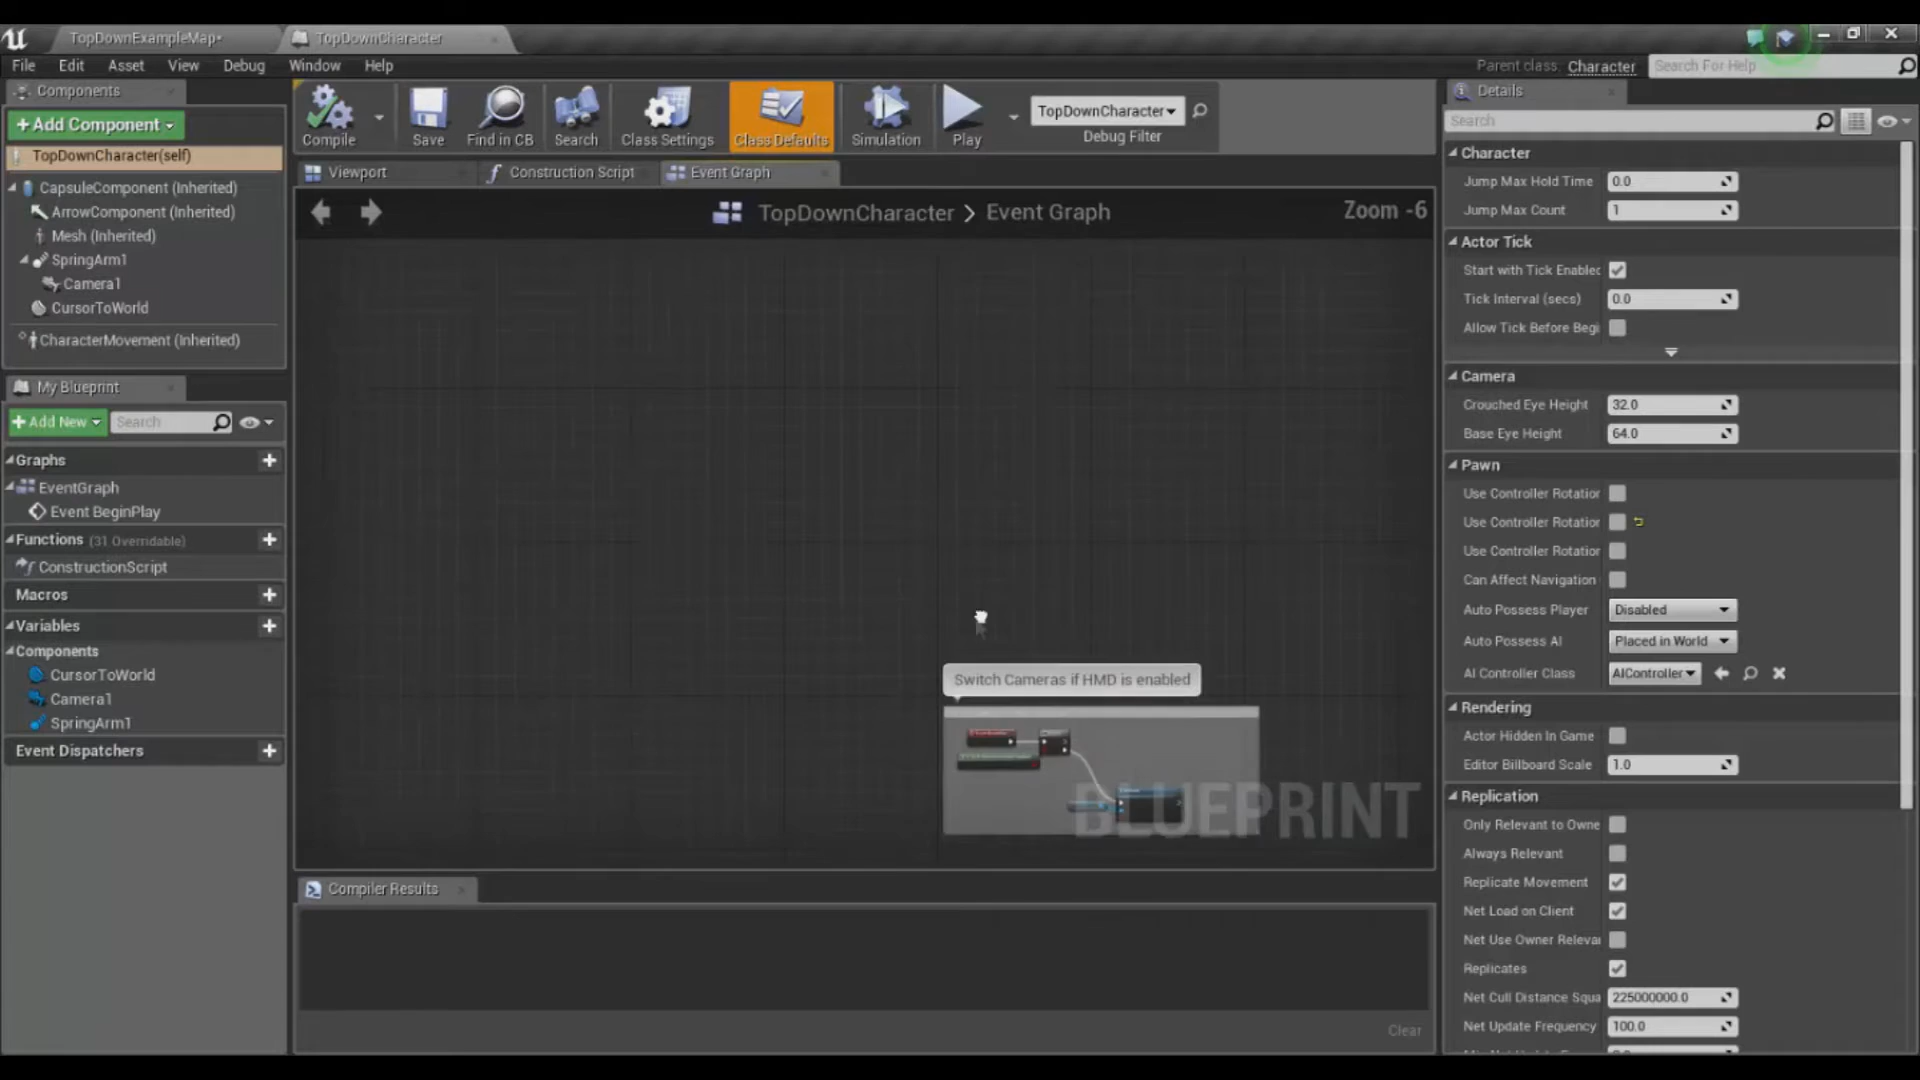 TopDownExampleMap*
TopDownCharacter
File Edit Asset View Debug Window Help
Parent class: Character
Search For Help
Components
+Add Component
TopDownCharacter(self)
CapsuleComponent (Inherited)
ArrowComponent (Inherited)
Mesh (Inherited)
SpringArm1
Camera1
CursorToWorld
CharacterMovement (Inherited)
My Blueprint
+Add New
Search
Graphs
EventGraph
Event BeginPlay
Functions (31 Overridable)
ConstructionScript
Macros
Variables
Components
CursorToWorld
Camera1
SpringArm1
Event Dispatchers
Compile
Save
Find in CB
Search
Class Settings
Class Defaults
Simulation
Play
TopDownCharacter
Debug Filter
Viewport
Construction Script
Event Graph
TopDownCharacter > Event Graph
Zoom -6
Switch Cameras if HMD is enabled
BLUEPRINT
Compiler Results
Clear
Details
Search
Character
Jump Max Hold Time 0.0
Jump Max Count 1
Actor Tick
Start with Tick Enabled
Tick Interval (secs) 0.0
Allow Tick Before Begi
Camera
Crouched Eye Height 32.0
Base Eye Height 64.0
Pawn
Use Controller Rotation
Use Controller Rotation
Use Controller Rotation
Can Affect Navigation
Auto Possess Player Disabled
Auto Possess AI Placed in World
AI Controller Class AIController
Rendering
Actor Hidden In Game
Editor Billboard Scale 1.0
Replication
Only Relevant to Owne
Always Relevant
Replicate Movement
Net Load on Client
Net Use Owner Releva
Replicates
Net Cull Distance Squa 225000000.0
Net Update Frequency 100.0